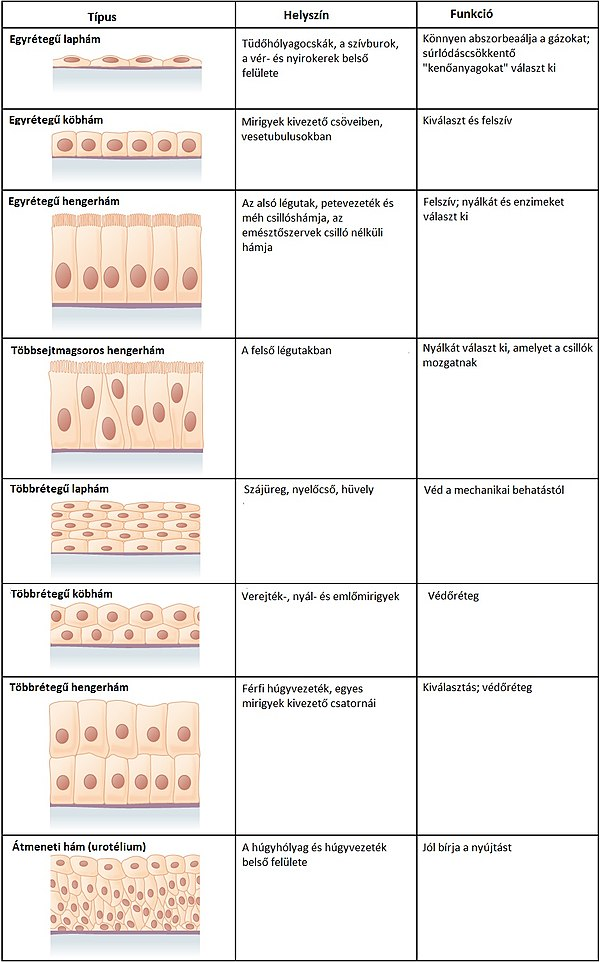 Típus
Helyszín
Funkció
Egyrétegű laphám
Tüdőhólyagocskák, a szívburok,
a vér- és nyirokerek belső
felülete
Könnyen abszorbeaálja a gázokat;
súrlódáscsökkentő
"kenőanyagokat" választ ki
Egyrétegű köbhám
Mirigyek kivezető csöveiben,
vesetubulusokban
Kiválaszt és felszív
Egyrétegű hengerhám
Az alsó légutak, petevezeték és
méh csillóshámja, az
emésztőszervek csilló nélküli
hámja
Felszív; nyálkát és enzimeket
választ ki
Többsejtmagsoros hengerhám
A felső légutakban
Nyálkát választ ki, amelyet a csillók
mozgatnak
Többrétegű laphám
Szájüreg, nyelőcső, hüvely
Véd a mechanikai behatástól
Többrétegű köbhám
Verejték-, nyál- és emlőmirigyek
Védőréteg
Többrétegű hengerhám
Férfi húgyvezeték, egyes
mirigyek kivezető csatornái
Kiválasztás; védőréteg
Átmeneti hám (urotélium)
A húgyhólyag és húgyvezeték
belső felülete
Jól bírja a nyújtást